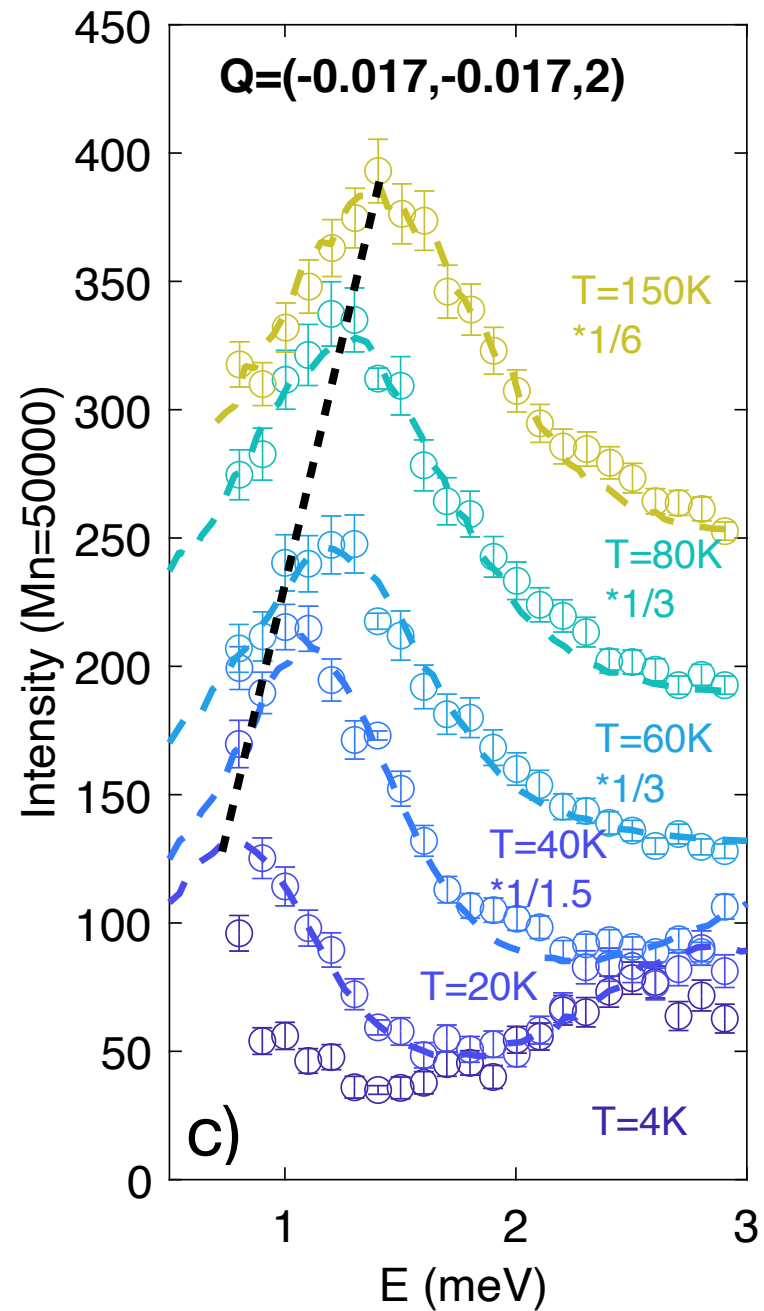 450
Q=(-0.017,-0.017,2)
400
350
T=150K
*1/6
300
250
T=80K
*1/3
200
T=60K
*1/3
150
T=40K
*1/1.5
100
T=20K
50
T=4K
c)
0
1
2
3
E (meV)
Intensity (Mn=50000)